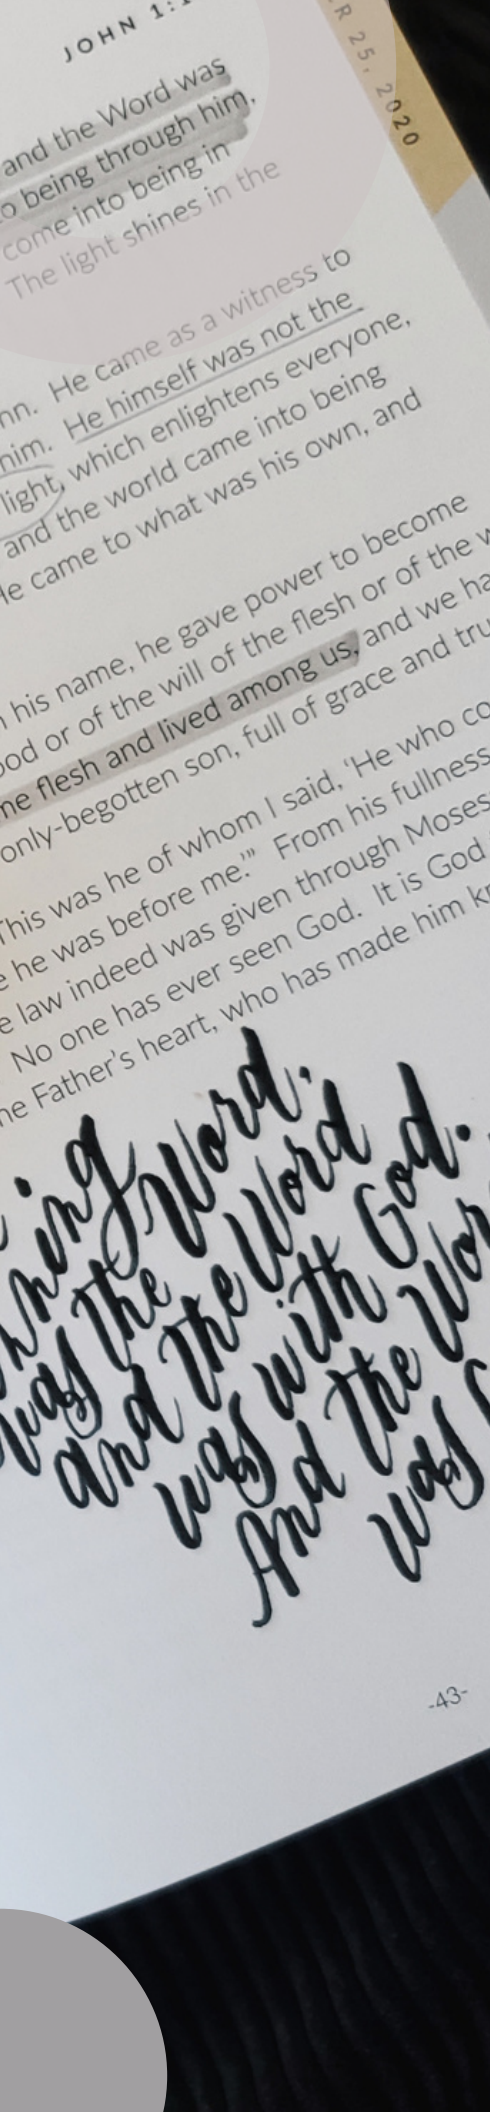 JOHN 1:1
R 25, 2020
and the Word was
o being through him,
come into being in
The light shines in the
hn. He came as a witness to
him. He himself was not the
light, which enlightens everyone,
and the world came into being
He came to what was his own, and
n his name, he gave power to become
ood or of the will of the flesh or of the w
me flesh and lived among us, and we ha
only-begotten son, full of grace and tru
This was he of whom I said, 'He who co
e he was before me.'" From his fullness
e law indeed was given through Moses;
No one has ever seen God. It is God
he Father's heart, who has made him kn
nning
was the Word.
and the Word
was with God.
And the Wor
was G
-43-